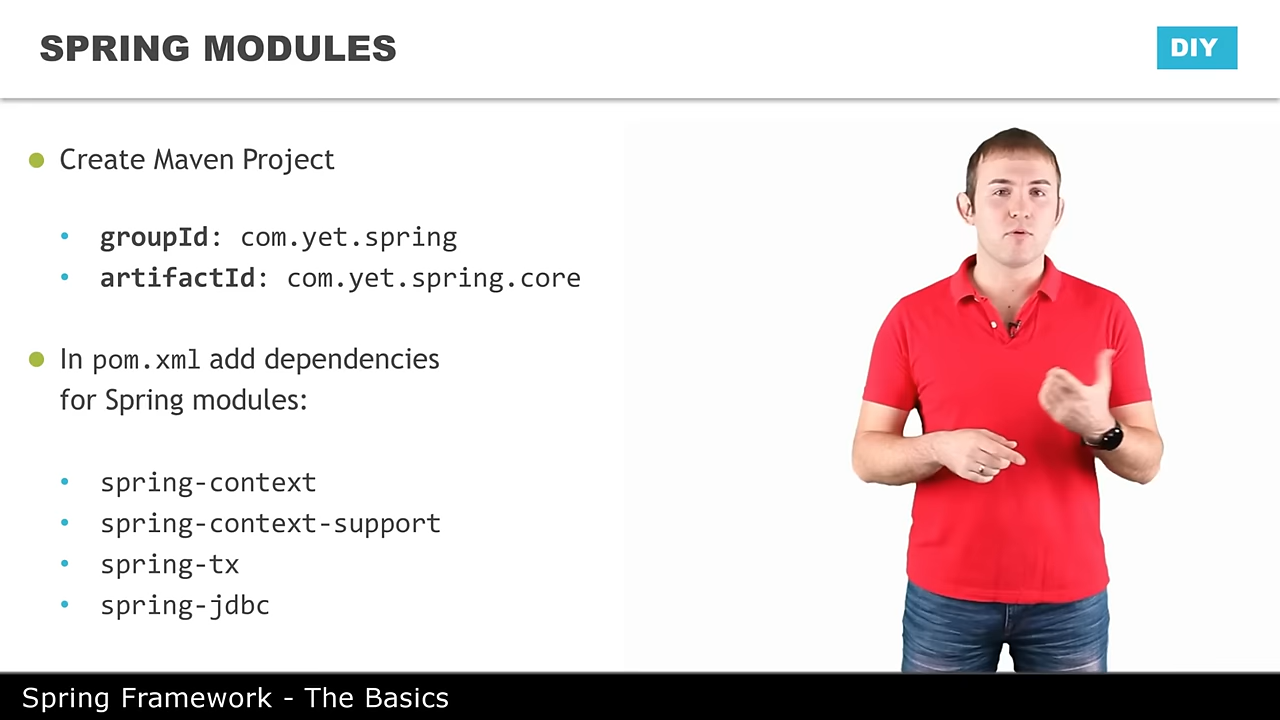 SPRING MODULES
DIY
Create Maven Project
groupId: com.yet.spring
artifactId: com.yet.spring.core
In pom.xml add dependencies
for Spring modules:
spring-context
spring-context-support
spring-tx
spring-jdbc
Spring Framework - The Basics